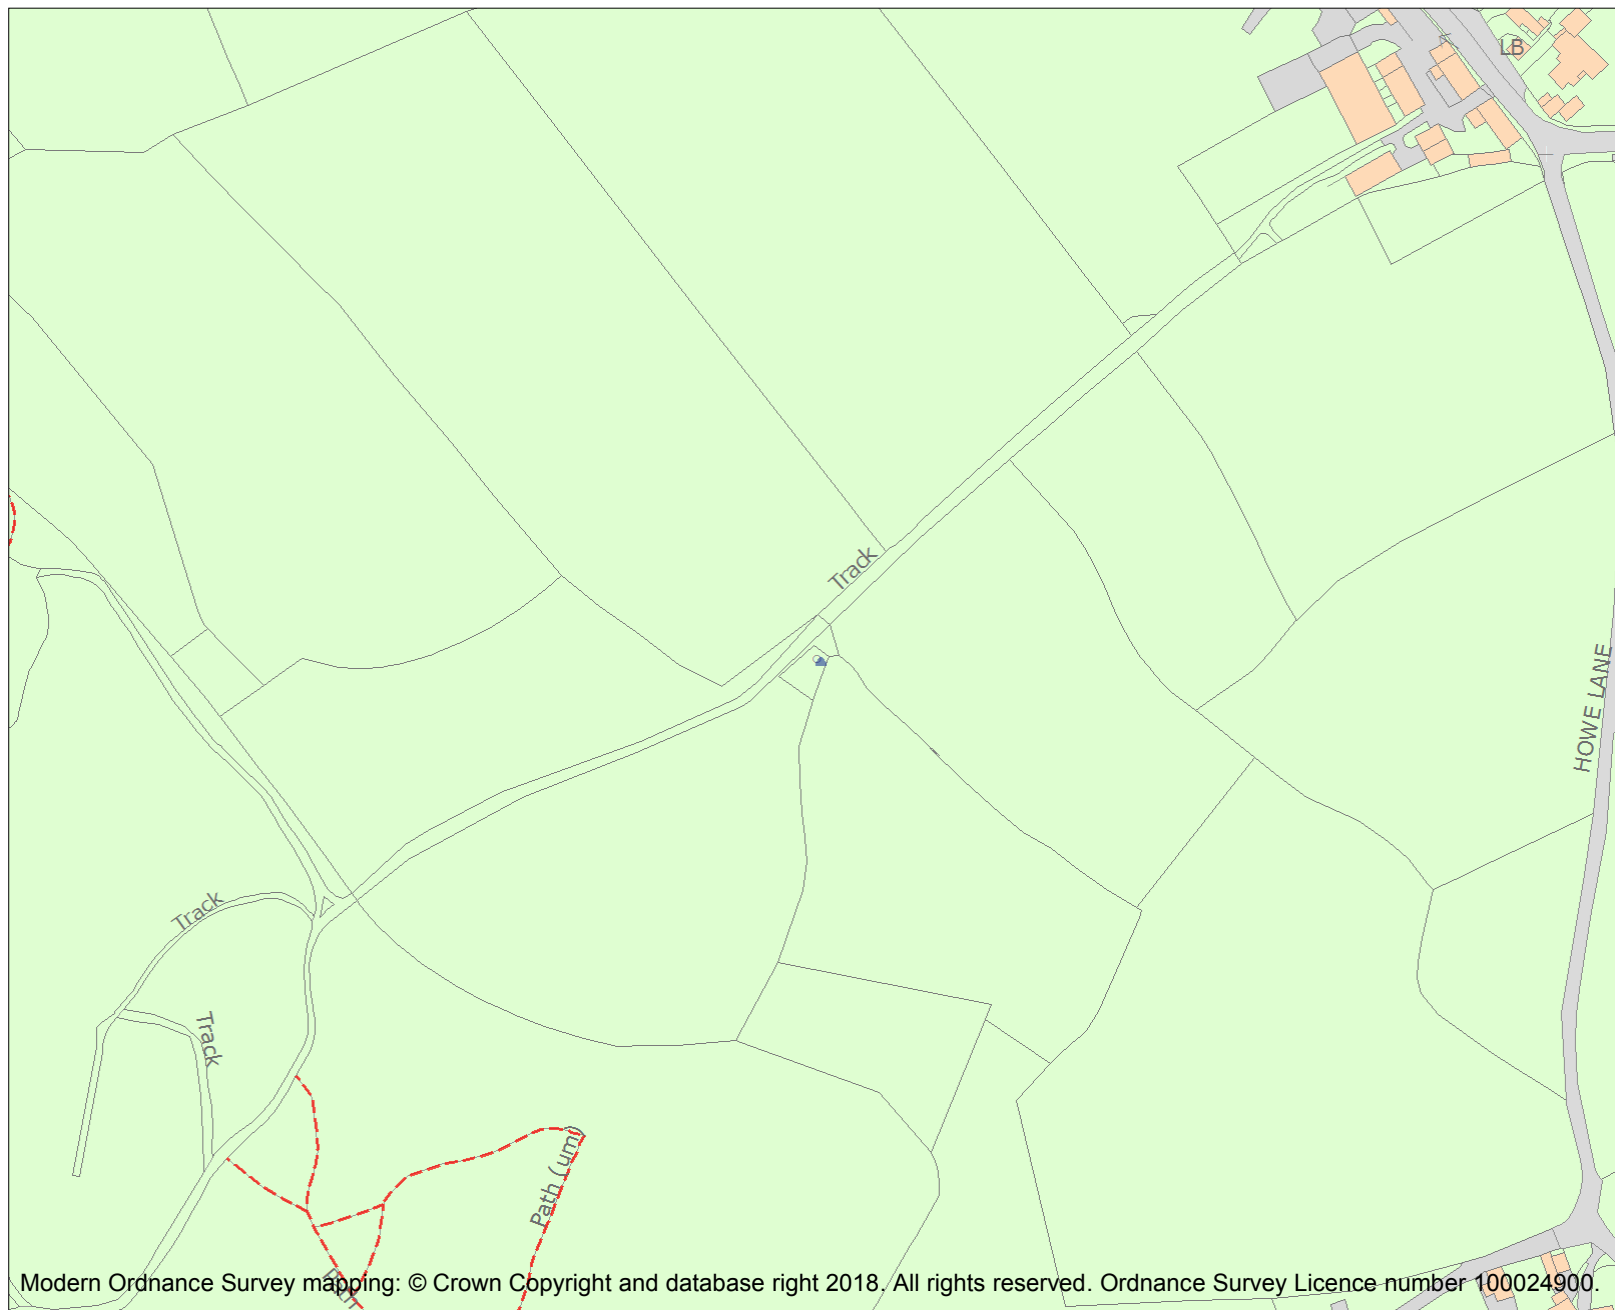 LB
Track
HOWE LANE
Track
Track
Path (um)
Path
Modern Ordnance Survey mapping: © Crown Copyright and database right 2018. All rights reserved. Ordnance Survey Licence number 100024900.